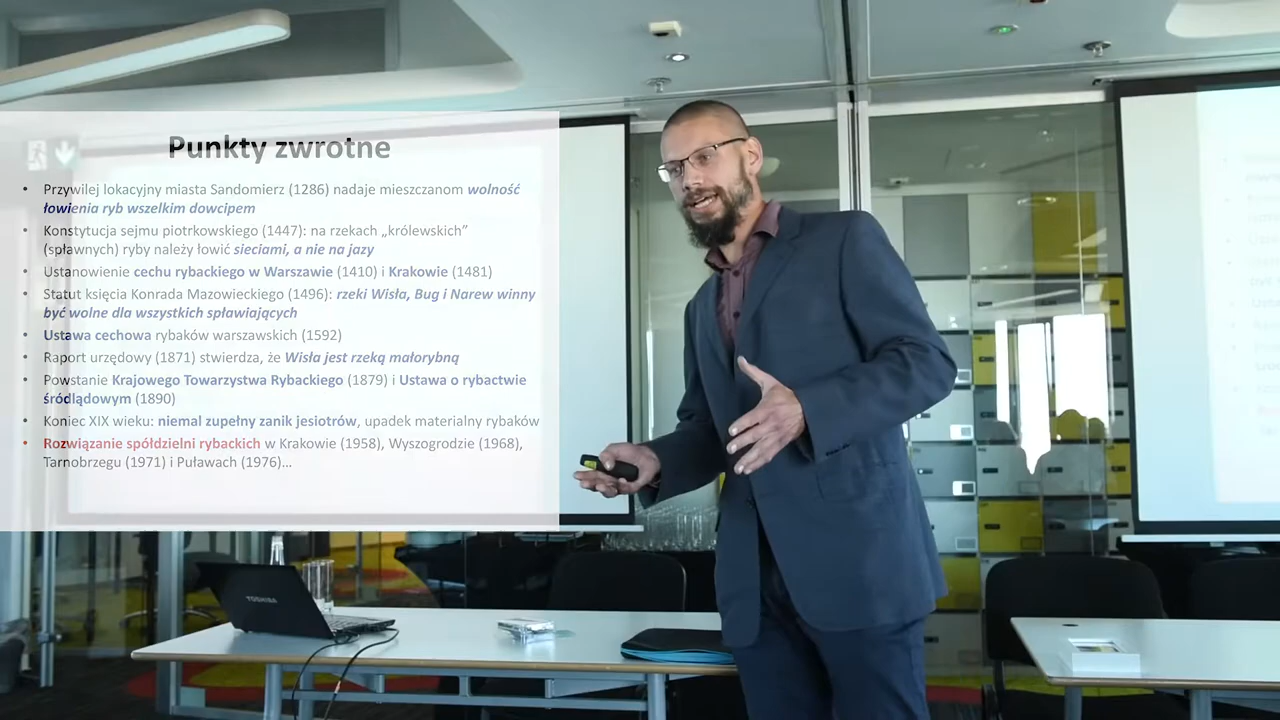 Punkty zwrotne
• Przywilej lokacyjny miasta Sandomierz (1286) nadaje mieszczanom wolność
łowienia ryb wszelkim dowcipem
• Konstytucja sejmu piotrkowskiego (1447): na rzekach „królewskich”
(spławnych) ryby należy łowić sieciami, a nie na jazy
• Ustanowienie cechu rybackiego w Warszawie (1410) i Krakowie (1481)
• Statut księcia Konrada Mazowieckiego (1496): rzeki Wisła, Bug i Narew winny
być wolne dla wszystkich spławiających
• Ustawa cechowa rybaków warszawskich (1592)
• Raport urzędowy (1871) stwierdza, że Wisła jest rzeką małorybną
• Powstanie Krajowego Towarzystwa Rybackiego (1879) i Ustawa o rybactwie
śródlądowym (1890)
• Koniec XIX wieku: niemal zupełny zanik jesiotrów, upadek materialny rybaków
• Rozwiązanie spółdzielni rybackich w Krakowie (1958), Wyszogrodzie (1968),
Tarnobrzegu (1971) i Puławach (1976)...
TOSHIBA